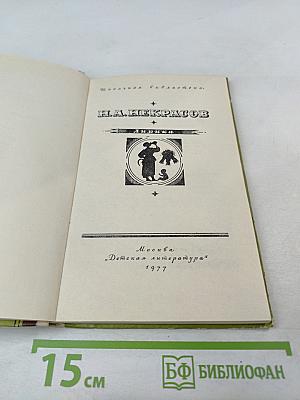 Школьная библиотека
Н.А.НЕКРАСОВ
Лирика
Москва
„Детская литература“
1977
15 см
БФ БИБЛИОФАН